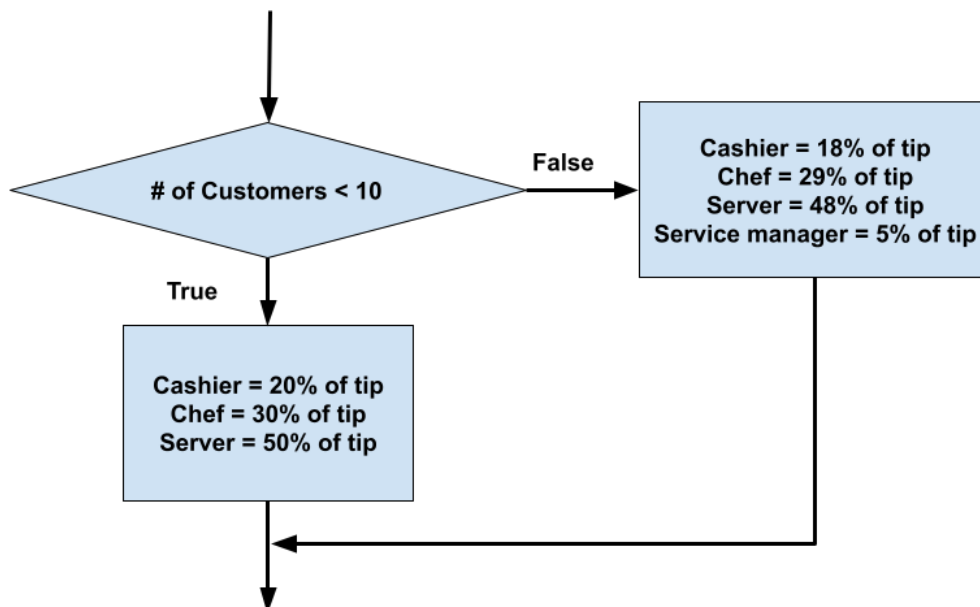 # of Customers < 10
False
Cashier = 18% of tip
Chef = 29% of tip
Server = 48% of tip
Service manager = 5% of tip
True
Cashier = 20% of tip
Chef = 30% of tip
Server = 50% of tip